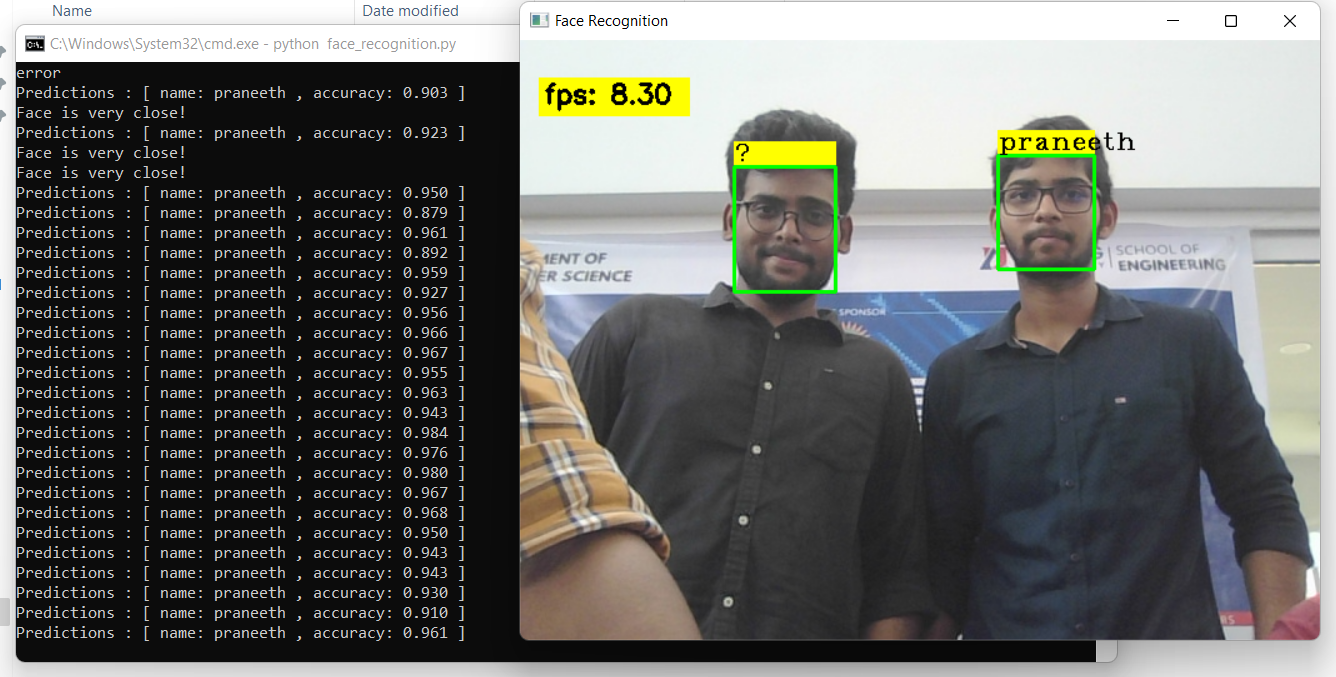 Name Date modified
C:\Windows\System32\cmd.exe - python face_recognition.py
error
Predictions : [ name: praneeth , accuracy: 0.903 ]
Face is very close!
Predictions : [ name: praneeth , accuracy: 0.923 ]
Face is very close!
Face is very close!
Predictions : [ name: praneeth , accuracy: 0.950 ]
Predictions : [ name: praneeth , accuracy: 0.879 ]
Predictions : [ name: praneeth , accuracy: 0.961 ]
Predictions : [ name: praneeth , accuracy: 0.892 ]
Predictions : [ name: praneeth , accuracy: 0.959 ]
Predictions : [ name: praneeth , accuracy: 0.927 ]
Predictions : [ name: praneeth , accuracy: 0.956 ]
Predictions : [ name: praneeth , accuracy: 0.966 ]
Predictions : [ name: praneeth , accuracy: 0.967 ]
Predictions : [ name: praneeth , accuracy: 0.955 ]
Predictions : [ name: praneeth , accuracy: 0.963 ]
Predictions : [ name: praneeth , accuracy: 0.943 ]
Predictions : [ name: praneeth , accuracy: 0.984 ]
Predictions : [ name: praneeth , accuracy: 0.976 ]
Predictions : [ name: praneeth , accuracy: 0.980 ]
Predictions : [ name: praneeth , accuracy: 0.967 ]
Predictions : [ name: praneeth , accuracy: 0.968 ]
Predictions : [ name: praneeth , accuracy: 0.950 ]
Predictions : [ name: praneeth , accuracy: 0.943 ]
Predictions : [ name: praneeth , accuracy: 0.943 ]
Predictions : [ name: praneeth , accuracy: 0.930 ]
Predictions : [ name: praneeth , accuracy: 0.910 ]
Predictions : [ name: praneeth , accuracy: 0.961 ]
Face Recognition
fps: 8.30
?
praneeth
MENT OF
ER SCIENCE
SCHOOL OF
ENGINEERING
SPONSOR